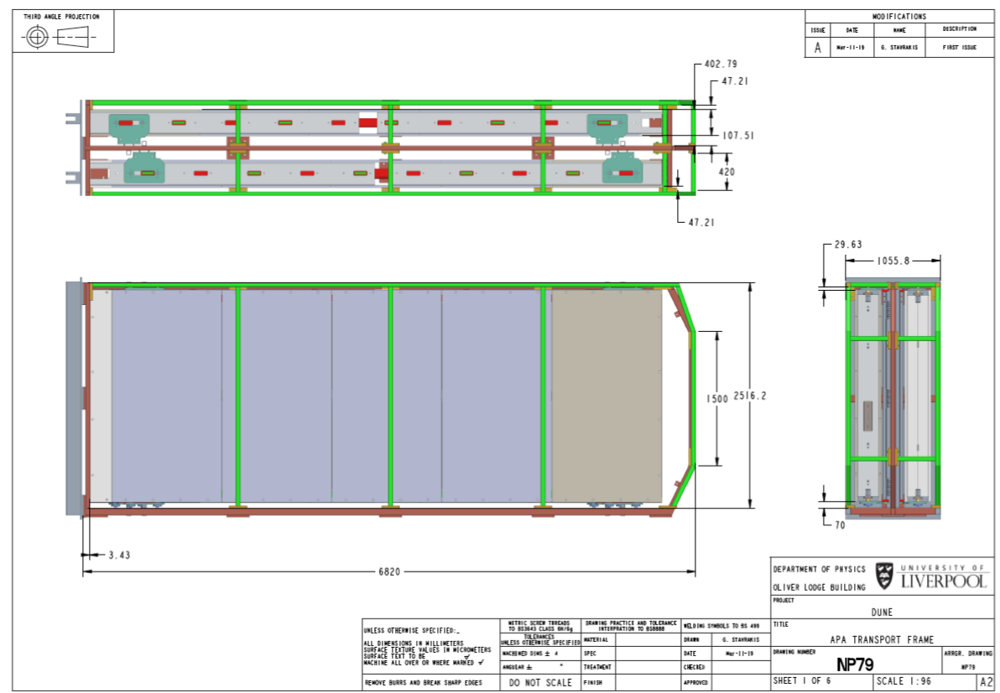 THIRD ANGLE PROJECTION
MODIFICATIONS
ISSUE DATE NAME DESCRIPTION
A Mar-11-19 G. STAVRAKIS FIRST ISSUE
402.79
47.21
107.51
420
47.21
29.63
1055.8
1500
2516.2
70
3.43
6820
DEPARTMENT OF PHYSICS
OLIVER LODGE BUILDING
UNIVERSITY OF
LIVERPOOL
PROJECT
DUNE
TITLE
APA TRANSPORT FRAME
DRAWING NUMBER
NP79
ARRGR. DRAWING
NP79
SHEET 1 OF 6
SCALE 1:96
A2
UNLESS OTHERWISE SPECIFIED:_
ALL DIMENSIONS IN MILLIMETERS
SURFACE TEXTURE VALUES IN MICROMETERS
SURFACE TEXT TO BE
MACHINE ALL OVER OR WHERE MARKED
REMOVE BURRS AND BREAK SHARP EDGES
METRIC SCREW THREADS
TO BS3643 CLASS 6H/6g
TOLERANCES
UNLESS OTHERWISE SPECIFIED
MACHINED DIMS ± 4
ANGULAR ± °
DO NOT SCALE
DRAWING PRACTICE AND TOLERANCE
INTERPRATION TO BS8888
MATERIAL
SPEC
TREATMENT
FINISH
WELDING SYMBOLS TO BS 499
DRAWN G. STAVRAKIS
DATE Mar-11-19
CHECKED
APPROVED